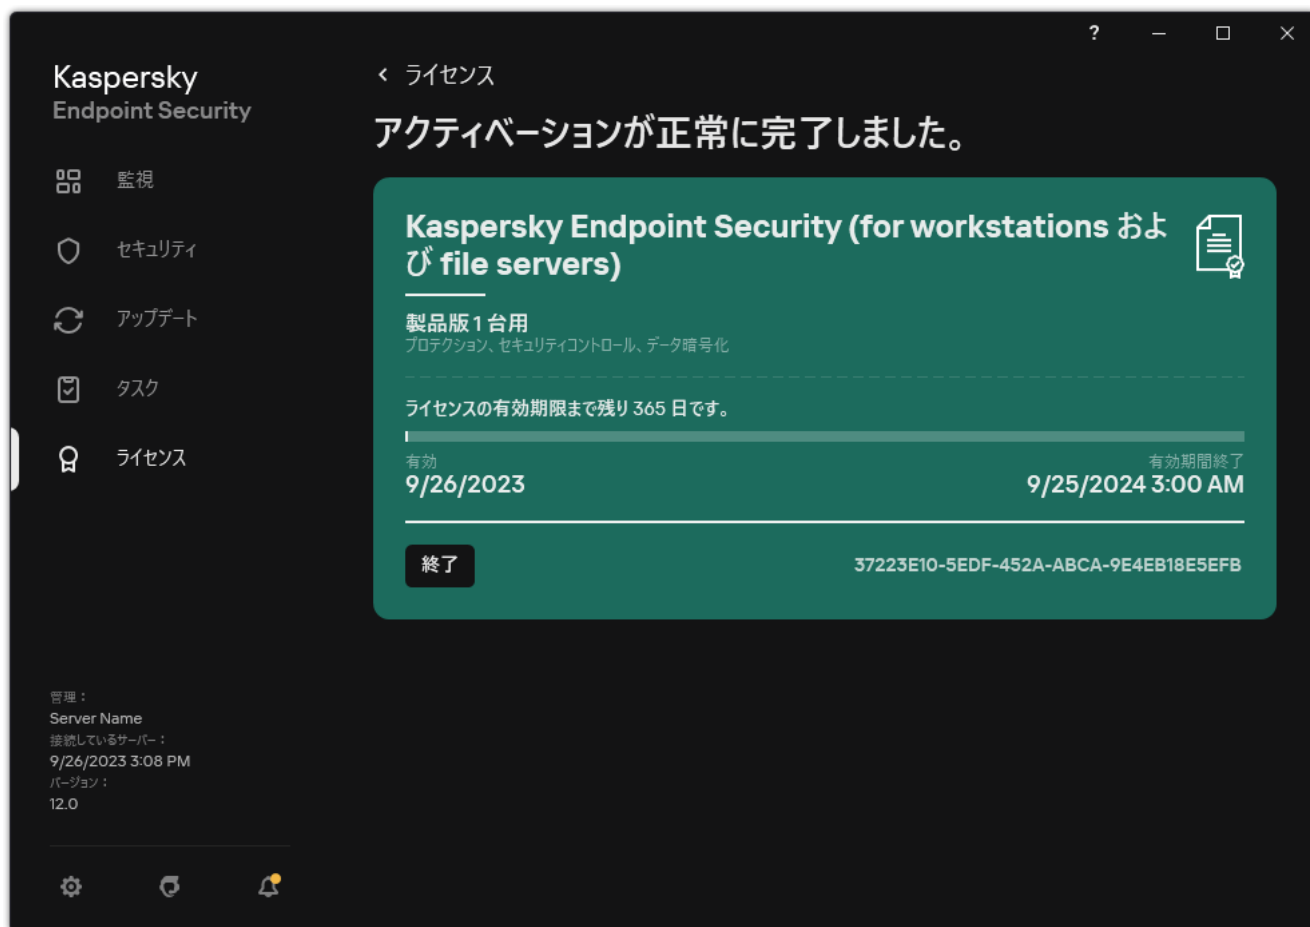 ?
Kaspersky
Endpoint Security
監視
セキュリティ
アップデート
タスク
ライセンス
管理：
Server Name
接続しているサーバー：
9/26/2023 3:08 PM
バージョン：
12.0
ライセンス
アクティベーションが正常に完了しました。
Kaspersky Endpoint Security (for workstations およ
び file servers)
製品版 1 台用
プロテクション、セキュリティコントロール、データ暗号化
ライセンスの有効期限まで残り 365 日です。
有効
9/26/2023
有効期間終了
9/25/2024 3:00 AM
終了
37223E10-5EDF-452A-ABCA-9E4EB18E5EFB